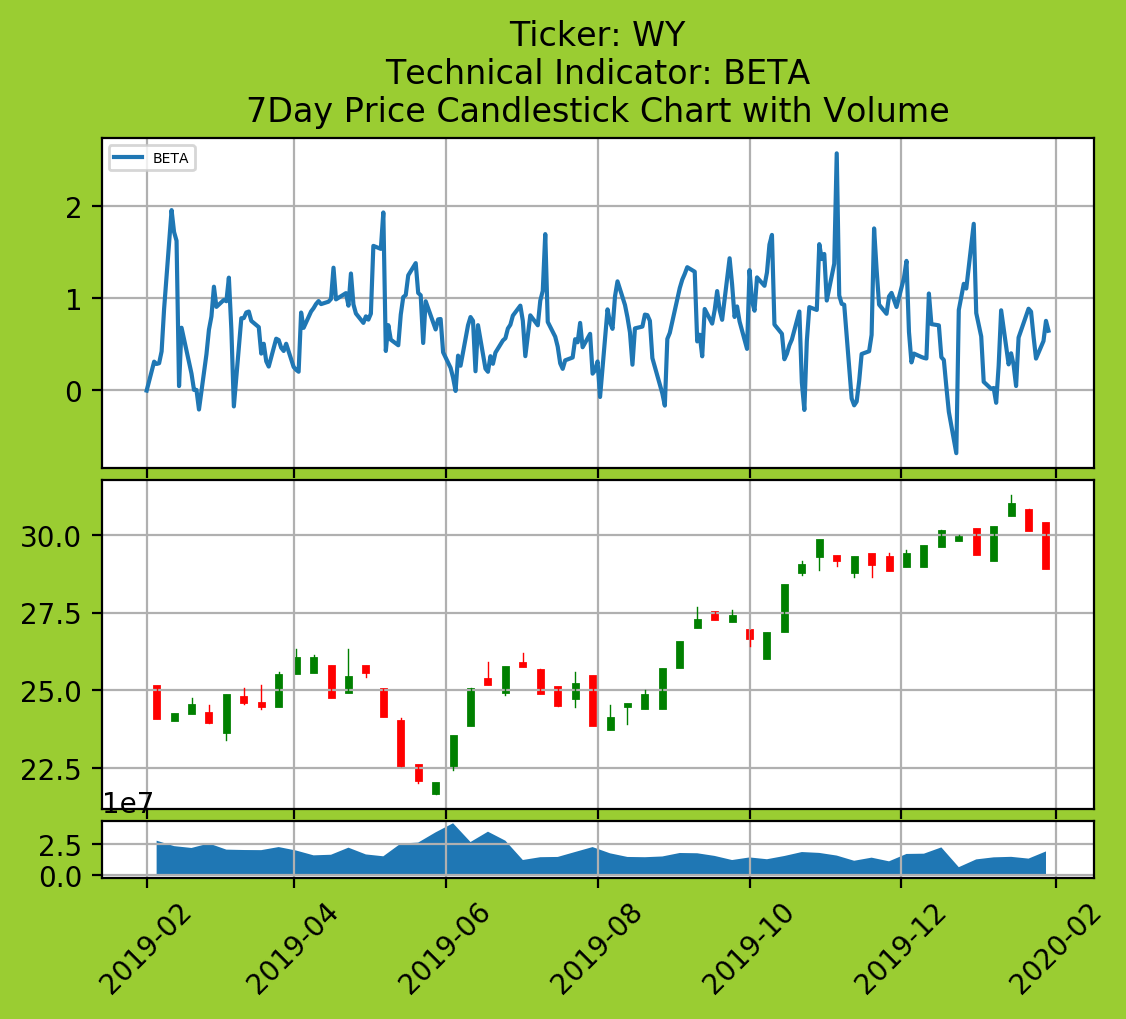 Ticker: WY
Technical Indicator: BETA
7Day Price Candlestick Chart with Volume
BETA
2
1
0
30.0
27.5
25.0
22.5
1e7
2.5
0.0
2019-02 2019-04 2019-06 2019-08 2019-10 2019-12 2020-02